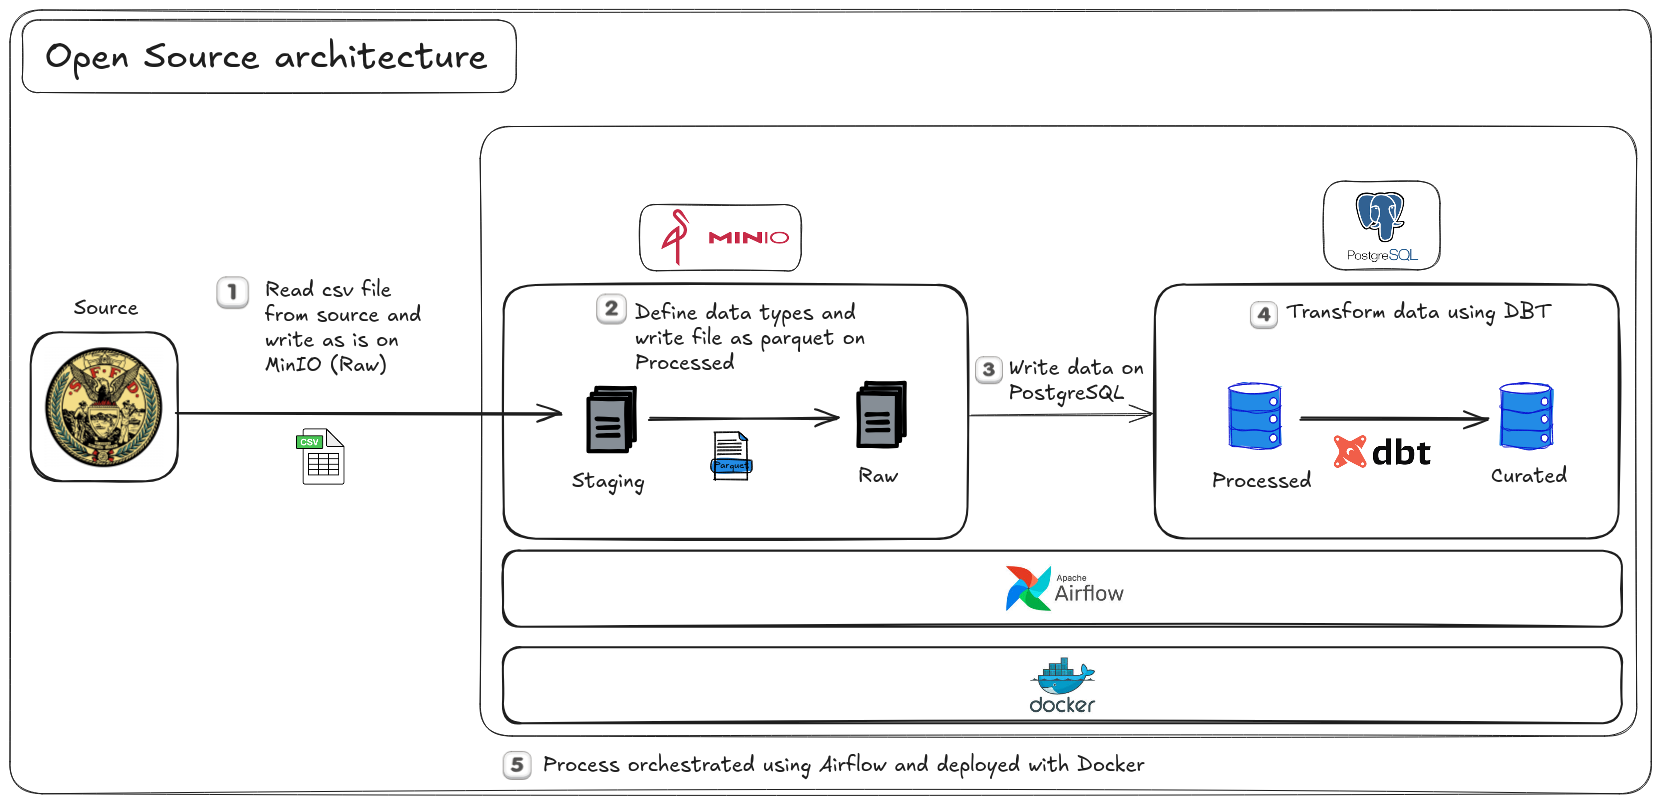 Open Source architecture
MINIO
PostgreSQL
1
Read csv file
from source and
write as is on
MinIO (Raw)
Source
S.F.F.D.
CSV
2
Define data types and
write file as parquet on
Processed
Parquet
Staging
Raw
3
Write data on
PostgreSQL
4
Transform data using DBT
dbt
Processed
Curated
Apache
Airflow
docker
5
Process orchestrated using Airflow and deployed with Docker